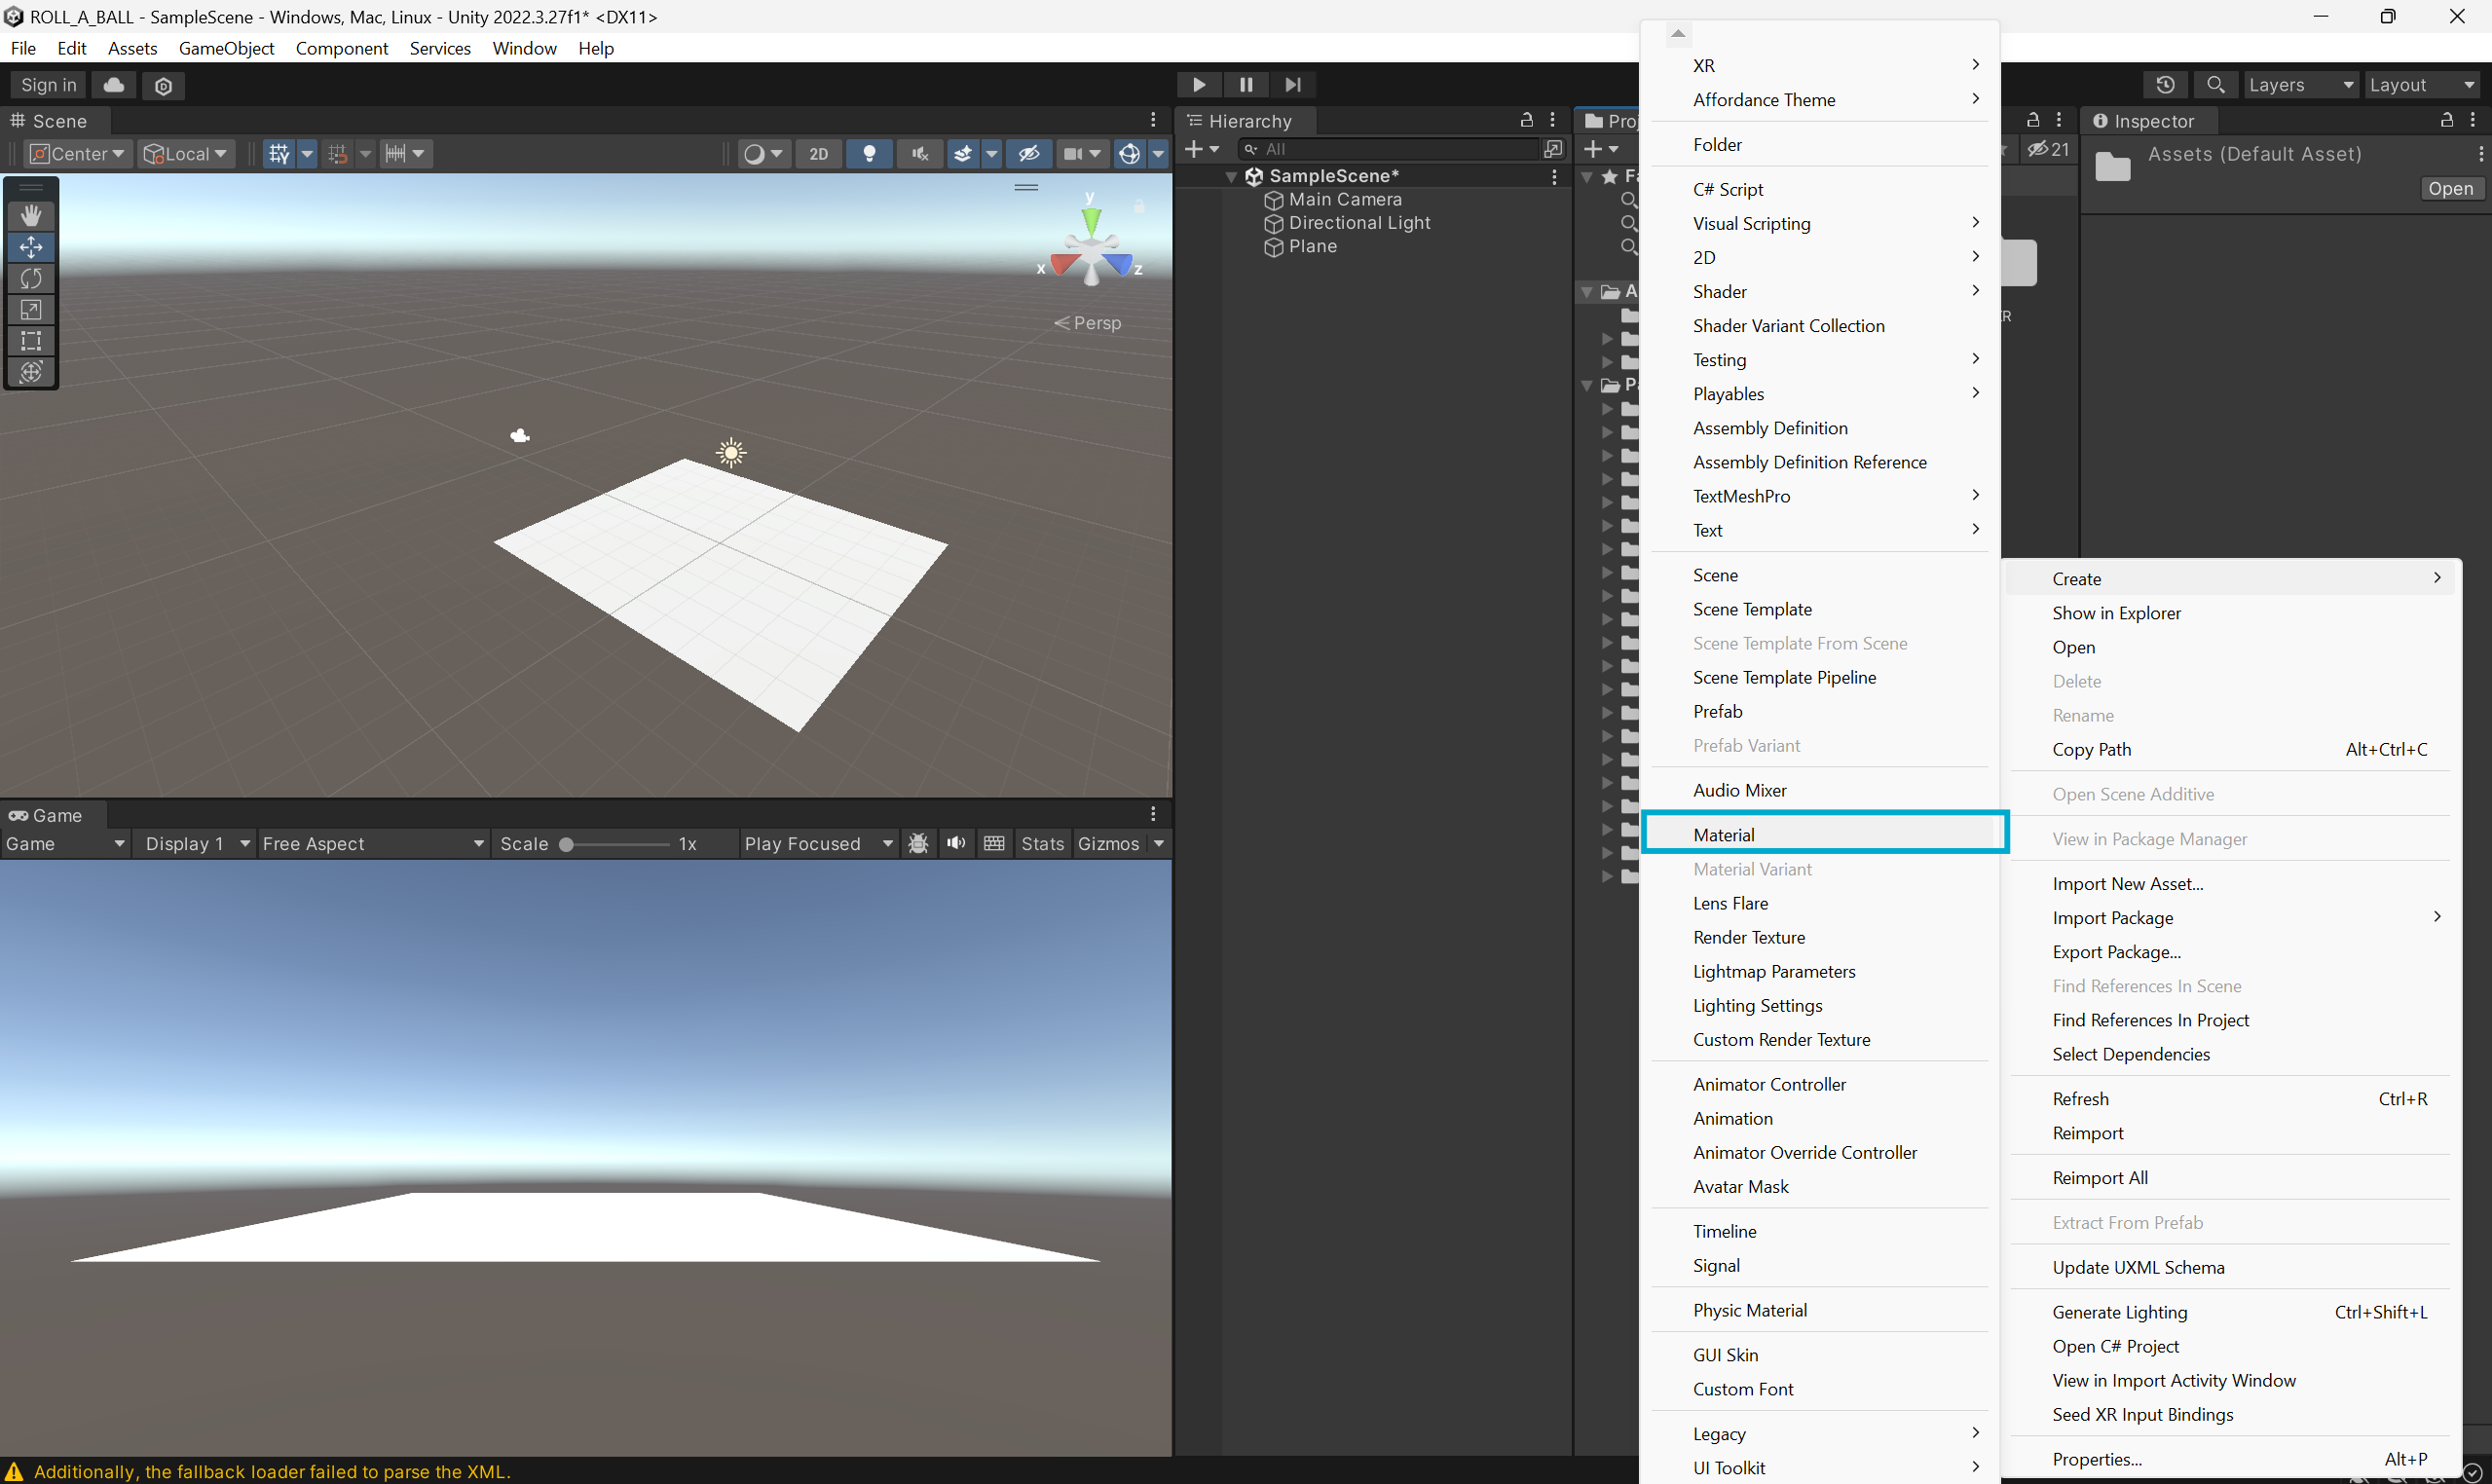 ROLL_A_BALL - SampleScene - Windows, Mac, Linux - Unity 2022.3.27f1* <DX11>
File Edit Assets GameObject Component Services Window Help
Sign in
Layers Layout
Scene
Center Local 2D
y
x z
Persp
Hierarchy
All
SampleScene*
Main Camera
Directional Light
Plane
21
Inspector
Assets (Default Asset)
Open
XR
Affordance Theme
Folder
C# Script
Visual Scripting
2D
Shader
Shader Variant Collection
Testing
Playables
Assembly Definition
Assembly Definition Reference
TextMeshPro
Text
Scene
Scene Template
Scene Template From Scene
Scene Template Pipeline
Prefab
Prefab Variant
Audio Mixer
Material
Material Variant
Lens Flare
Render Texture
Lightmap Parameters
Lighting Settings
Custom Render Texture
Animator Controller
Animation
Animator Override Controller
Avatar Mask
Timeline
Signal
Physic Material
GUI Skin
Custom Font
Legacy
UI Toolkit
Create
Show in Explorer
Open
Delete
Rename
Copy Path Alt+Ctrl+C
Open Scene Additive
View in Package Manager
Import New Asset...
Import Package
Export Package...
Find References In Scene
Find References In Project
Select Dependencies
Refresh Ctrl+R
Reimport
Reimport All
Extract From Prefab
Update UXML Schema
Generate Lighting Ctrl+Shift+L
Open C# Project
View in Import Activity Window
Seed XR Input Bindings
Properties... Alt+P
Game
Game Display 1 Free Aspect Scale 1x Play Focused Stats Gizmos
Additionally, the fallback loader failed to parse the XML.